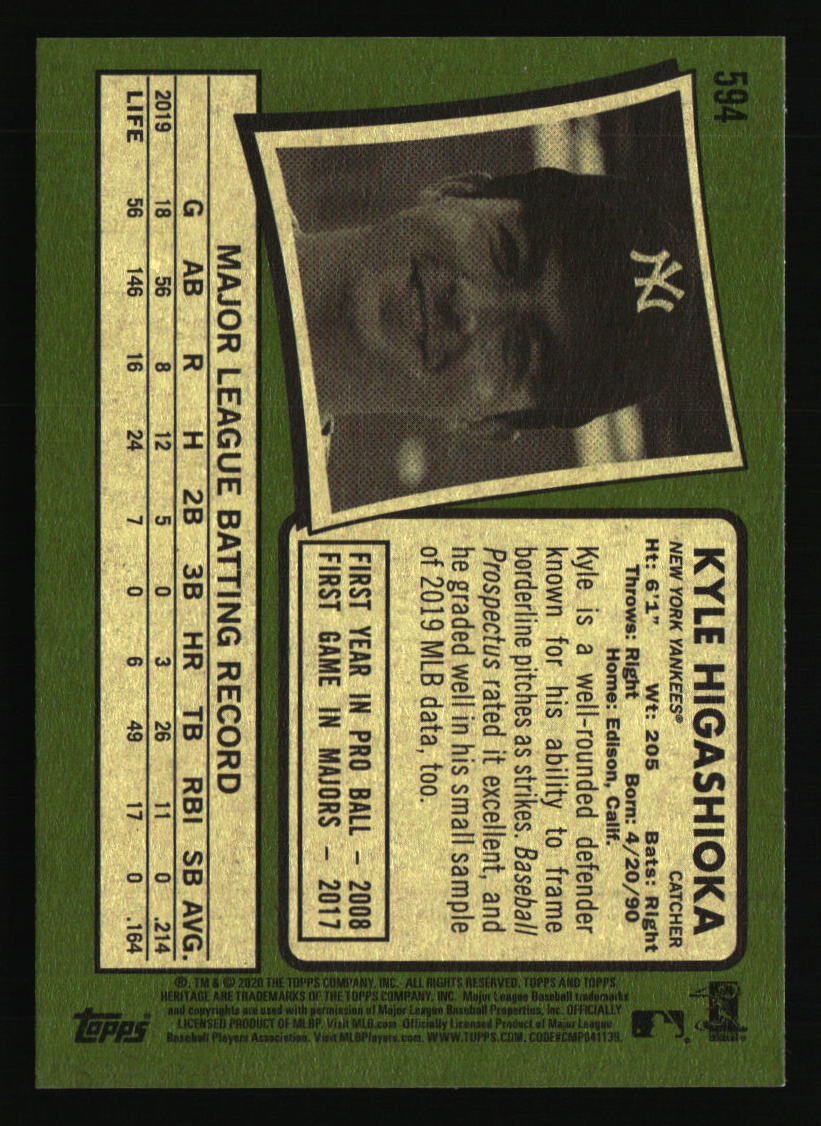 594
NY
KYLE HIGASHIOKA
NEW YORK YANKEES® CATCHER
Ht: 6'1" Wt: 205 Bats: Right
Throws: Right Born: 4/20/90
Home: Edison, Calif.
Kyle is a well-rounded defender
known for his ability to frame
borderline pitches as strikes. Baseball
Prospectus rated it excellent, and
he graded well in his small sample
of 2019 MLB data, too.
FIRST YEAR IN PRO BALL – 2008
FIRST GAME IN MAJORS – 2017
MAJOR LEAGUE BATTING RECORD
G AB R H 2B 3B HR TB RBI SB AVG.
2019 18 56 8 12 5 0 3 26 11 0 .214
LIFE 56 146 16 24 7 0 6 49 17 0 .164
®, TM & © 2020 THE TOPPS COMPANY, INC. ALL RIGHTS RESERVED. TOPPS AND TOPPS
HERITAGE ARE TRADEMARKS OF THE TOPPS COMPANY, INC. Major League Baseball trademarks
and copyrights are used with permission of Major League Baseball Properties, Inc. OFFICIALLY
LICENSED PRODUCT OF MLBP. Visit MLB.com Officially Licensed Product of Major League
Baseball Players Association. Visit MLBPlayers.com. WWW.TOPPS.COM. CODE#CMP041139.
topps